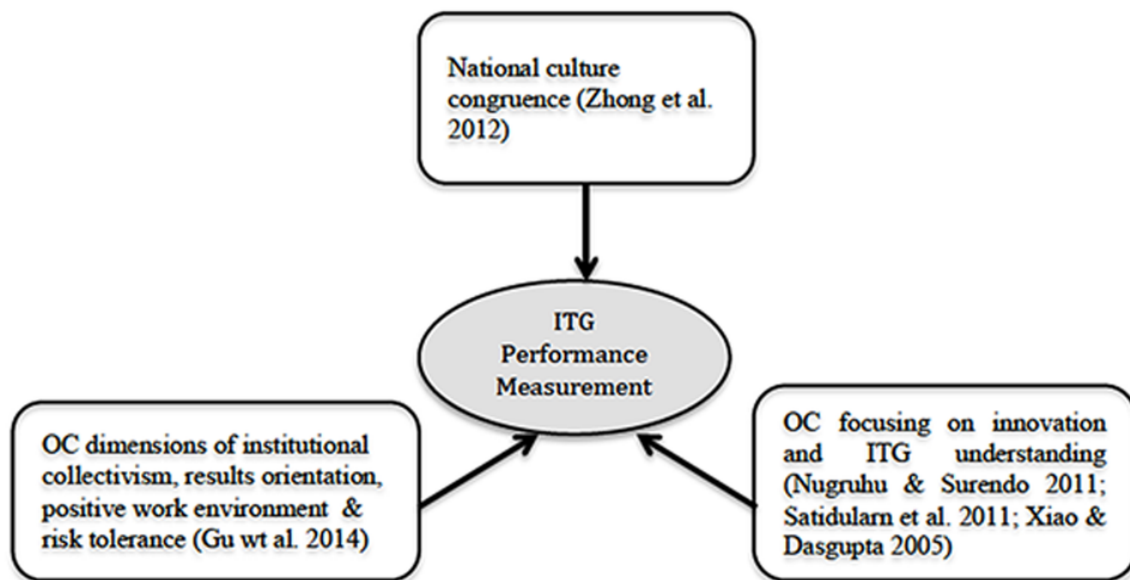 National culture
congruence (Zhong et al.
2012)
ITG
Performance
Measurement
OC dimensions of institutional
collectivism, results orientation,
positive work environment &
risk tolerance (Gu wt al. 2014)
OC focusing on innovation
and ITG understanding
(Nugruhu & Surendo 2011;
Satidularn et al. 2011; Xiao &
Dasgupta 2005)